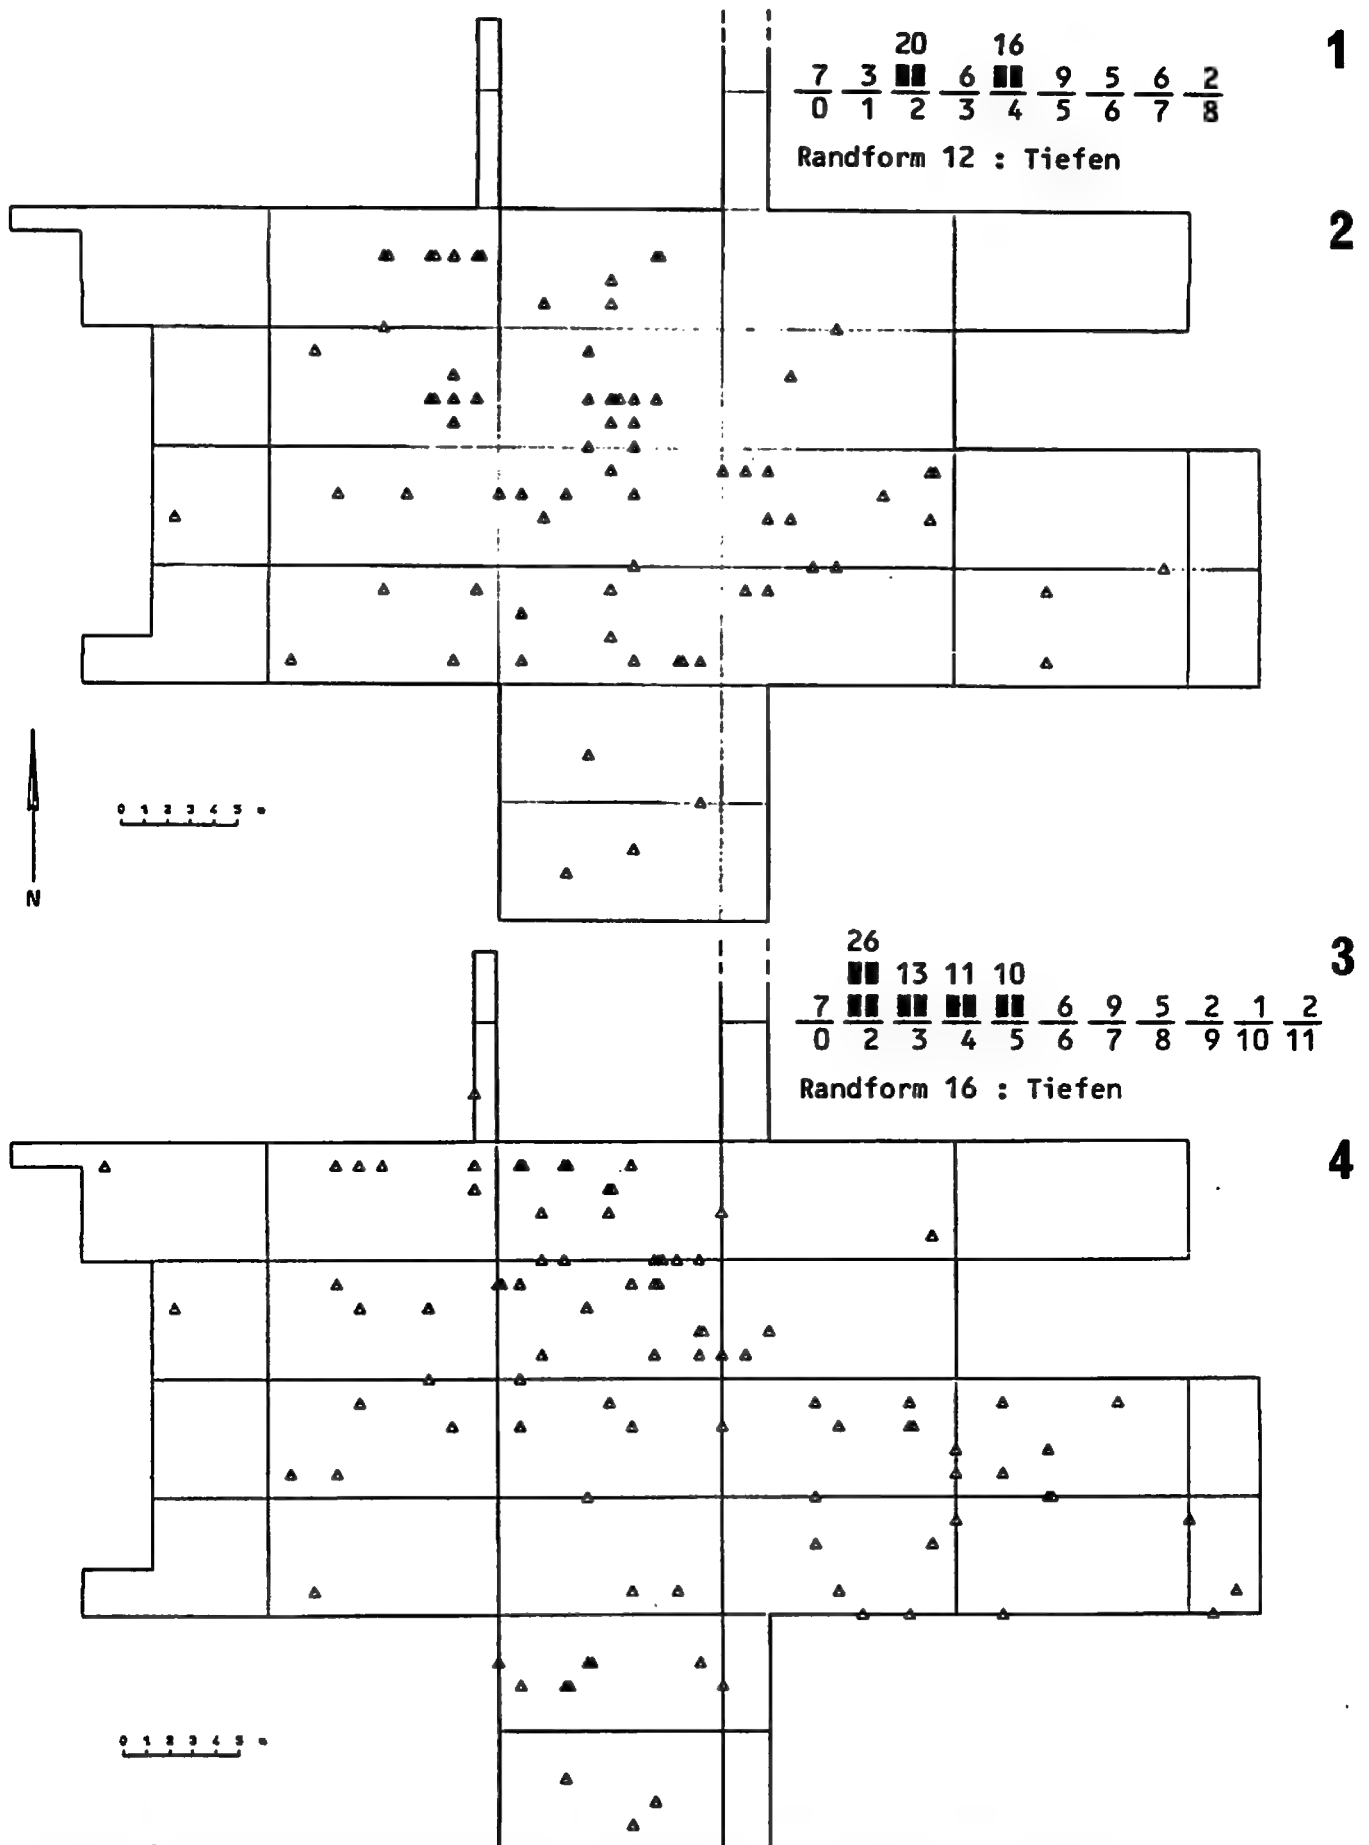 1
20 16
7 3 6 9 5 6 2
0 1 2 3 4 5 6 7 8
Randform 12 : Tiefen
2
0 1 2 3 4 5 m
N
3
26
13 11 10
7 6 9 5 2 1 2
0 2 3 4 5 6 7 8 9 10 11
Randform 16 : Tiefen
4
0 1 2 3 4 5 m